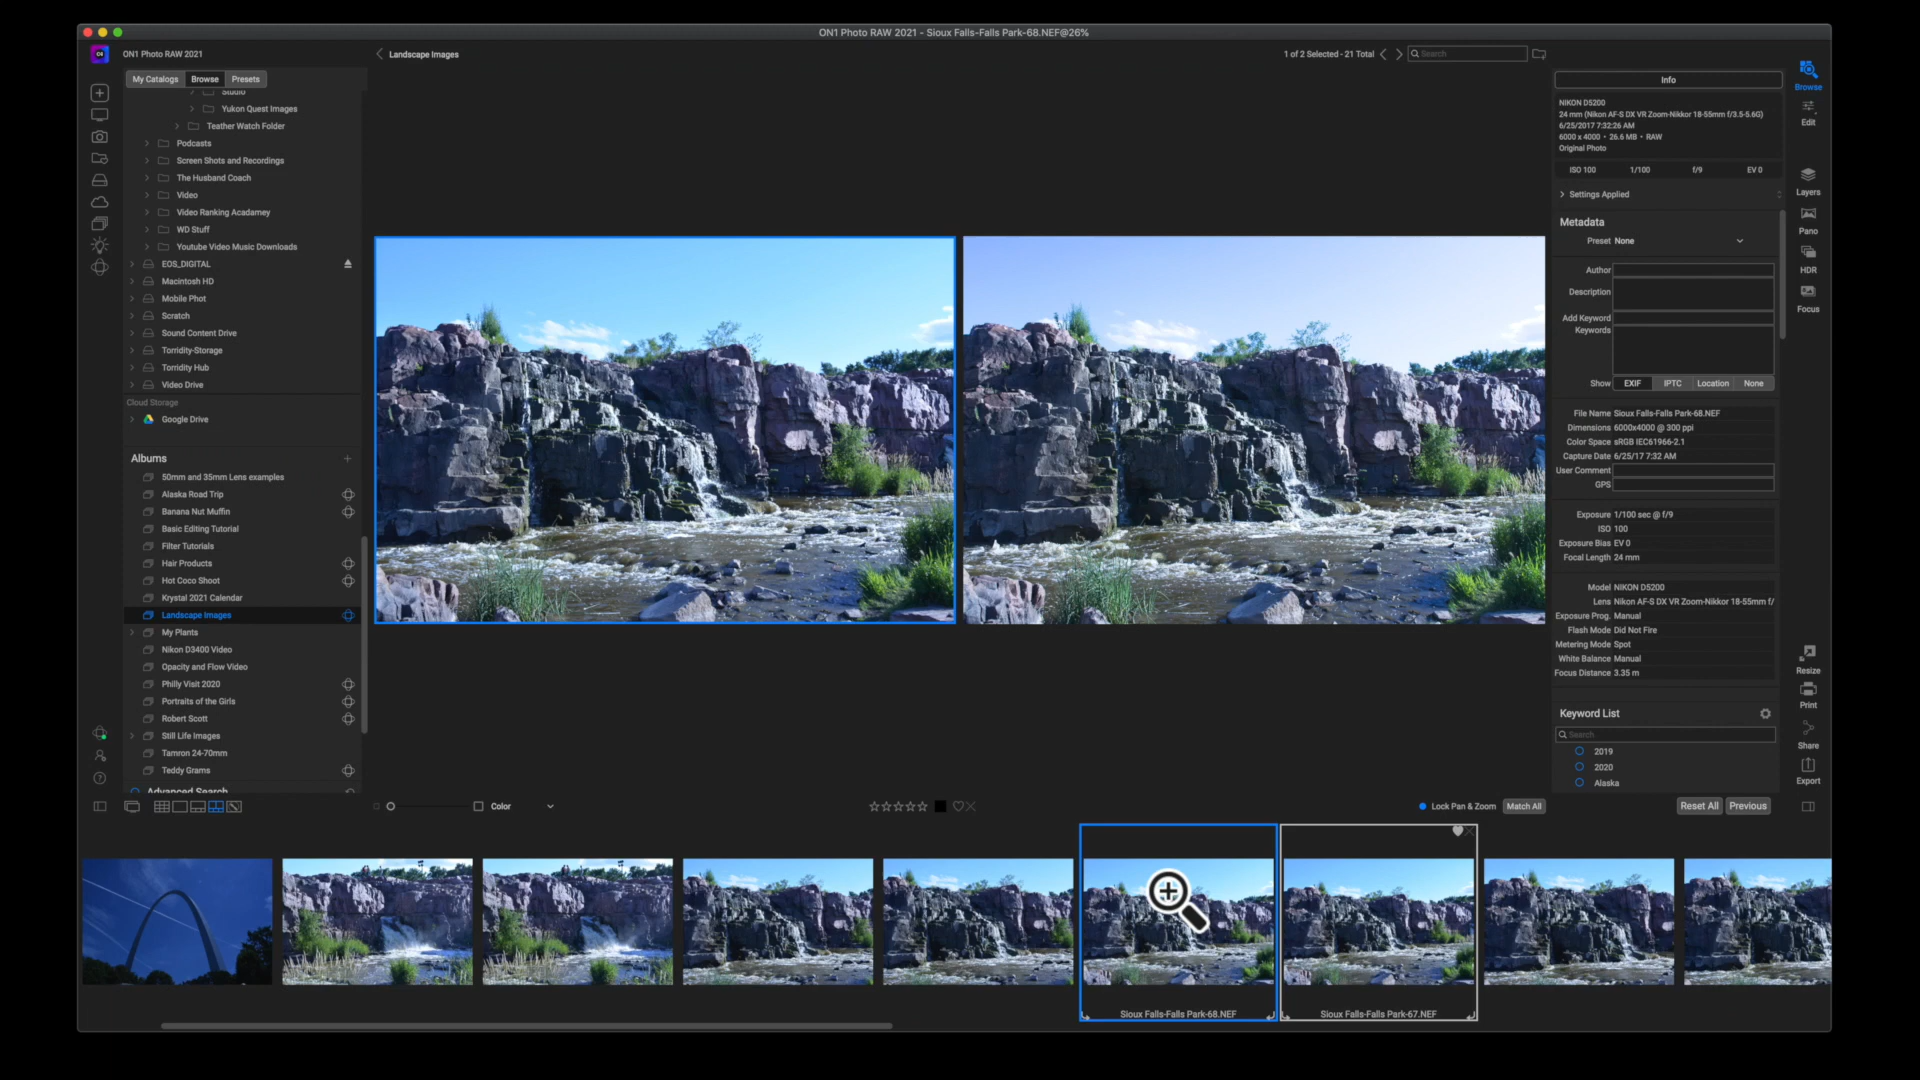 ON1 Photo RAW 2021 - Sioux Falls-Falls Park-68.NEF@26%
ON1 Photo RAW 2021
Landscape Images
1 of 2 Selected - 21 Total
Search
My Catalogs
Browse
Presets
Studio
Yukon Quest Images
Teather Watch Folder
Podcasts
Screen Shots and Recordings
The Husband Coach
Video
Video Ranking Acadamey
WD Stuff
Youtube Video Music Downloads
EOS_DIGITAL
Macintosh HD
Mobile Phot
Scratch
Sound Content Drive
Torridity-Storage
Torridity Hub
Video Drive
Cloud Storage
Google Drive
Albums
50mm and 35mm Lens examples
Alaska Road Trip
Banana Nut Muffin
Basic Editing Tutorial
Filter Tutorials
Hair Products
Hot Coco Shoot
Krystal 2021 Calendar
Landscape Images
My Plants
Nikon D3400 Video
Opacity and Flow Video
Philly Visit 2020
Portraits of the Girls
Robert Scott
Still Life Images
Tamron 24-70mm
Teddy Grams
Advanced Search
Info
NIKON D5200
24 mm (Nikon AF-S DX VR Zoom-Nikkor 18-55mm f/3.5-5.6G)
6/25/2017 7:32:26 AM
6000 x 4000 • 26.6 MB • RAW
Original Photo
ISO 100 1/100 f/9 EV 0
Settings Applied
Metadata
Preset None
Author
Description
Add Keyword
Keywords
Show EXIF IPTC Location None
File Name Sioux Falls-Falls Park-68.NEF
Dimensions 6000x4000 @ 300 ppi
Color Space sRGB IEC61966-2.1
Capture Date 6/25/17 7:32 AM
User Comment
GPS
Exposure 1/100 sec @ f/9
ISO 100
Exposure Bias EV 0
Focal Length 24 mm
Model NIKON D5200
Lens Nikon AF-S DX VR Zoom-Nikkor 18-55mm f/
Exposure Prog. Manual
Flash Mode Did Not Fire
Metering Mode Spot
White Balance Manual
Focus Distance 3.35 m
Keyword List
Search
2019
2020
Alaska
Browse
Edit
Layers
Pano
HDR
Focus
Resize
Print
Share
Export
Color
Lock Pan & Zoom
Match All
Reset All
Previous
Sioux Falls-Falls Park-68.NEF
Sioux Falls-Falls Park-67.NEF